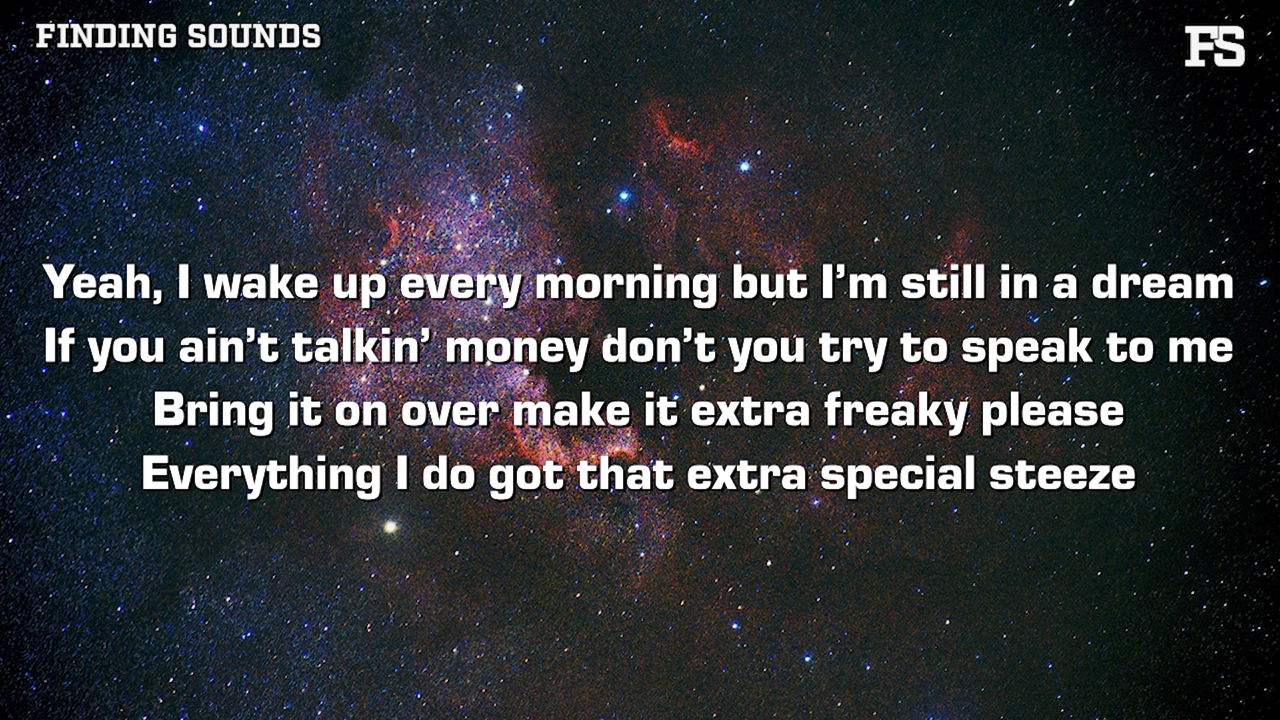 FINDING SOUNDS
FS
Yeah, I wake up every morning but I’m still in a dream
If you ain’t talkin’ money don’t you try to speak to me
Bring it on over make it extra freaky please
Everything I do got that extra special steeze